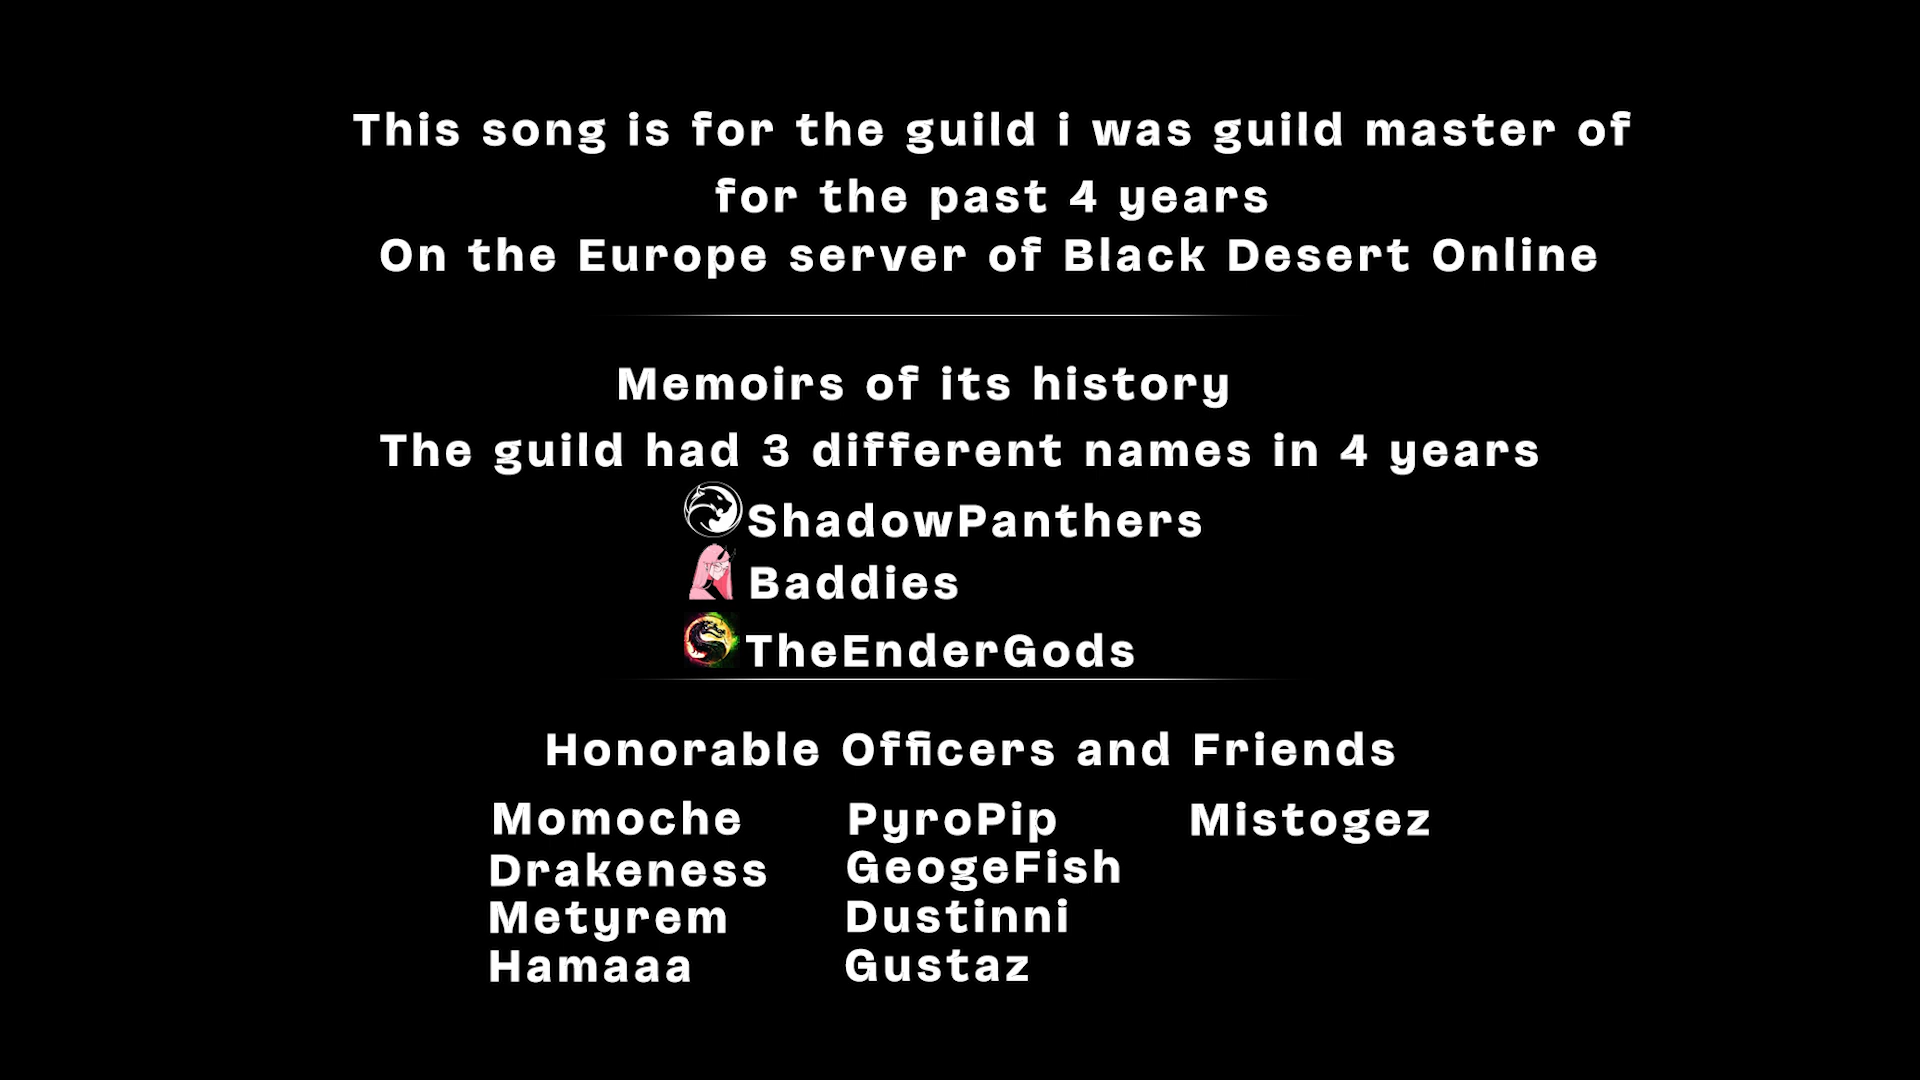 This song is for the guild i was guild master of
for the past 4 years
On the Europe server of Black Desert Online
Memoirs of its history
The guild had 3 different names in 4 years
ShadowPanthers
Baddies
TheEnderGods
Honorable Officers and Friends
Momoche PyroPip Mistogez
Drakeness GeogeFish
Metyrem Dustinni
Hamaaa Gustaz